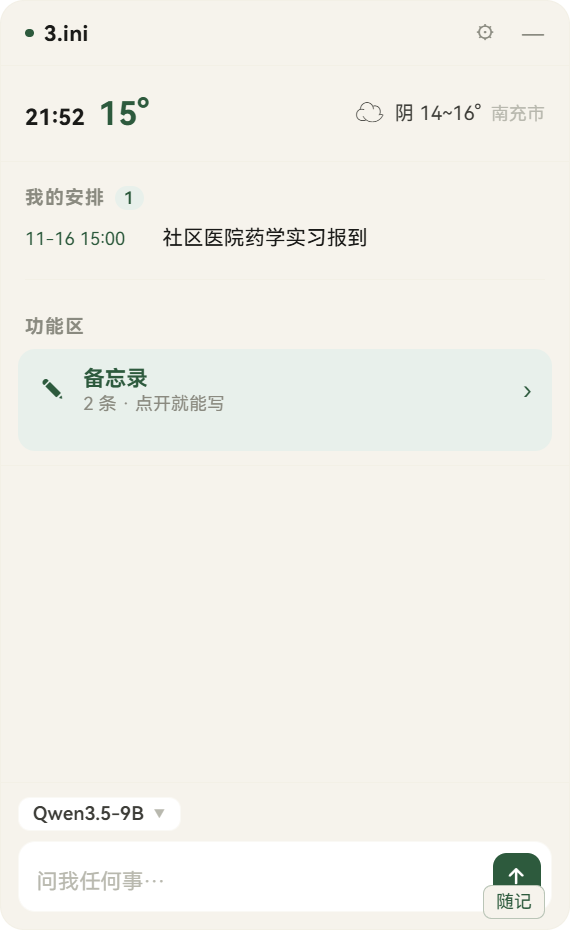 3.ini
21:52 15° 阴 14~16° 南充市
我的安排 1
11-16 15:00 社区医院药学实习报到
功能区
备忘录
2 条 · 点开就能写
Qwen3.5-9B
问我任何事…
随记